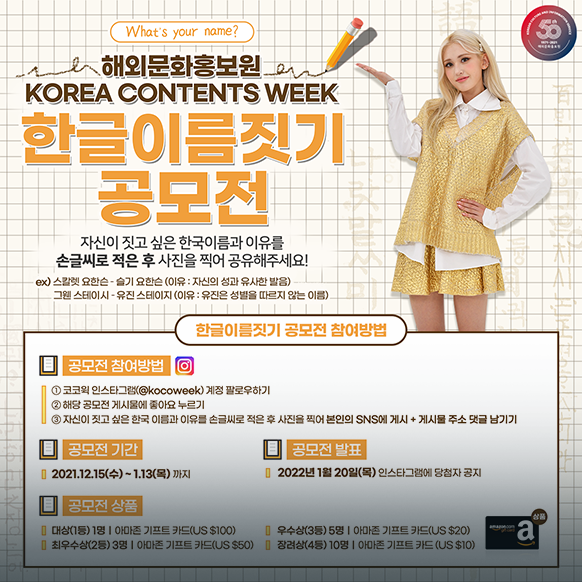 What's your name?
50
해외문화홍보원
KOREA CONTENTS WEEK
한글이름짓기
공모전
자신이 짓고 싶은 한국이름과 이유를
손글씨로 적은 후 사진을 찍어 공유해주세요!
ex) 스칼렛 요한슨 - 슬기 요한슨 (이유 : 자신의 성과 유사한 발음)
그웬 스테이시 - 유진 스테이지 (이유 : 유진은 성별을 따르지 않는 이름)
한글이름짓기 공모전 참여방법
공모전 참여방법
① 코코윅 인스타그램(@kocoweek) 계정 팔로우하기
② 해당 공모전 게시물에 좋아요 누르기
③ 자신이 짓고 싶은 한국 이름과 이유를 손글씨로 적은 후 사진을 찍어 본인의 SNS에 게시 + 게시물 주소 댓글 남기기
공모전 기간
2021.12.15(수) ~ 1.13(목) 까지
공모전 발표
2022년 1월 20일(목) 인스타그램에 당첨자 공지
공모전 상품
대상(1등) 1명 | 아마존 기프트 카드(US $100)
최우수상(2등) 3명 | 아마존 기프트 카드(US $50)
우수상(3등) 5명 | 아마존 기프트 카드(US $20)
장려상(4등) 10명 | 아마존 기프트 카드(US $10)
amazon.com
a
상품